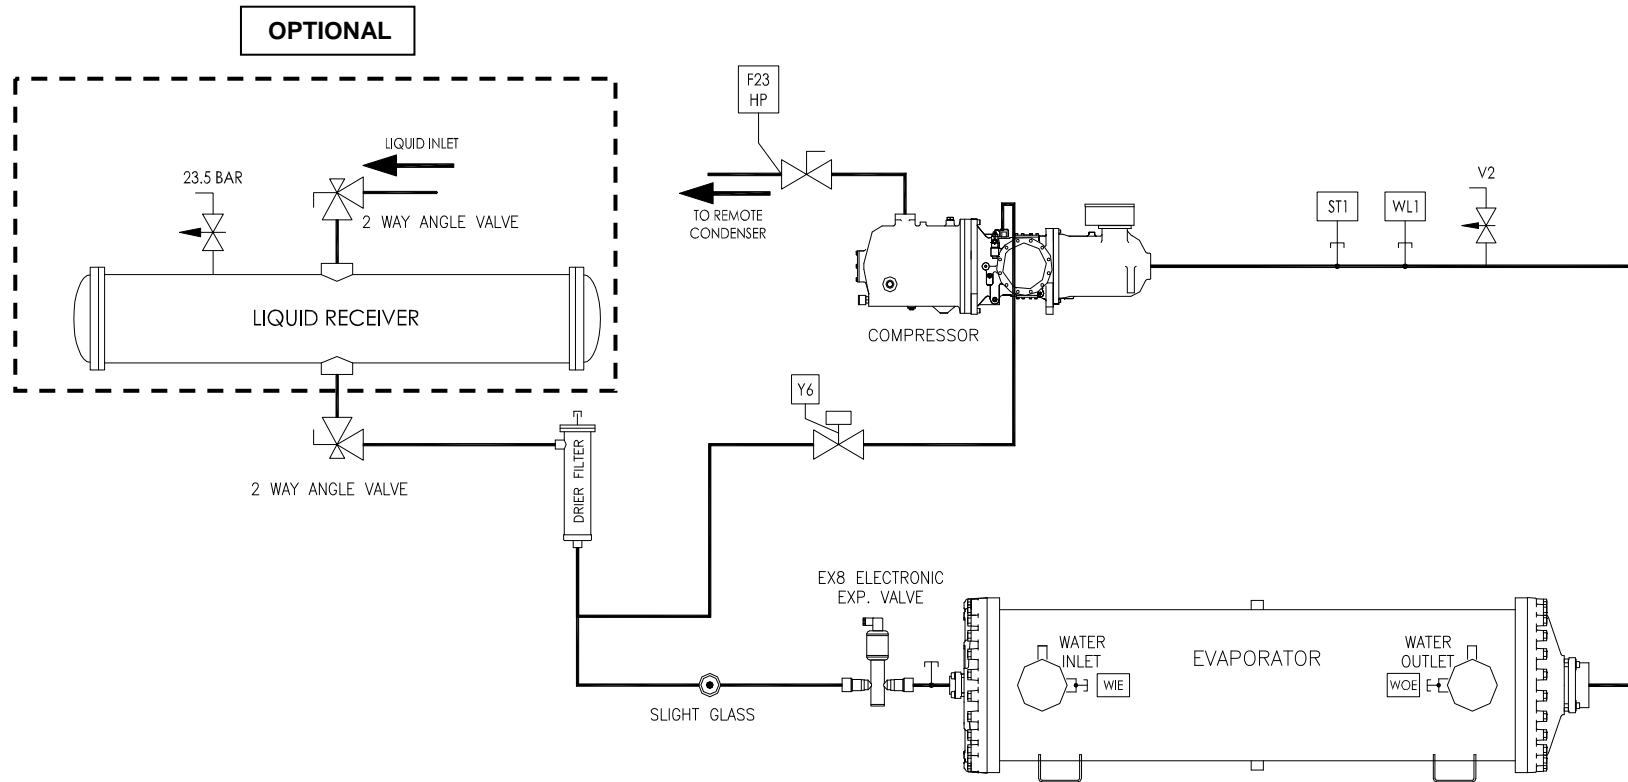 OPTIONAL
F23
HP
LIQUID INLET
23.5 BAR
2 WAY ANGLE VALVE
TO REMOTE
CONDENSER
V2
ST1
WL1
LIQUID RECEIVER
COMPRESSOR
Y6
DRIER FILTER
2 WAY ANGLE VALVE
EX8 ELECTRONIC
EXP. VALVE
WATER
INLET
EVAPORATOR
WATER
OUTLET
WIE
WOE
SLIGHT GLASS